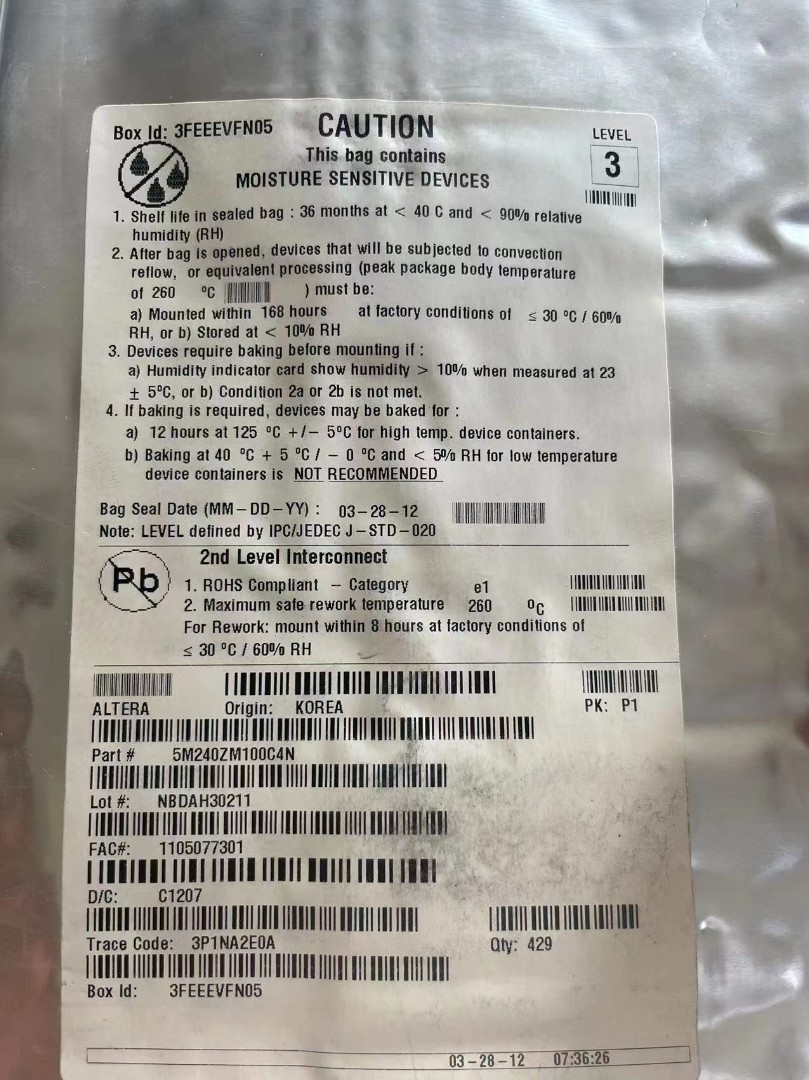 Box Id: 3FEEEVFN05
CAUTION
LEVEL
3
This bag contains
MOISTURE SENSITIVE DEVICES
1. Shelf life in sealed bag : 36 months at < 40 C and < 90% relative
humidity (RH)
2. After bag is opened, devices that will be subjected to convection
reflow, or equivalent processing (peak package body temperature
of 260 ºC ) must be:
a) Mounted within 168 hours at factory conditions of ≤ 30 ºC / 60%
RH, or b) Stored at < 10% RH
3. Devices require baking before mounting if :
a) Humidity indicator card show humidity > 10% when measured at 23
± 5ºC, or b) Condition 2a or 2b is not met.
4. If baking is required, devices may be baked for :
a) 12 hours at 125 ºC +/- 5ºC for high temp. device containers.
b) Baking at 40 ºC + 5 ºC / - 0 ºC and < 5% RH for low temperature
device containers is NOT RECOMMENDED
Bag Seal Date (MM-DD-YY) : 03-28-12
Note: LEVEL defined by IPC/JEDEC J-STD-020
Pb
2nd Level Interconnect
1. ROHS Compliant - Category e1
2. Maximum safe rework temperature 260 ºC
For Rework: mount within 8 hours at factory conditions of
≤ 30 ºC / 60% RH
ALTERA Origin: KOREA PK: P1
Part # 5M240ZM100C4N
Lot #: NBDAH30211
FAC#: 1105077301
D/C: C1207
Trace Code: 3P1NA2E0A Qty: 429
Box Id: 3FEEEVFN05
03-28-12 07:36:26